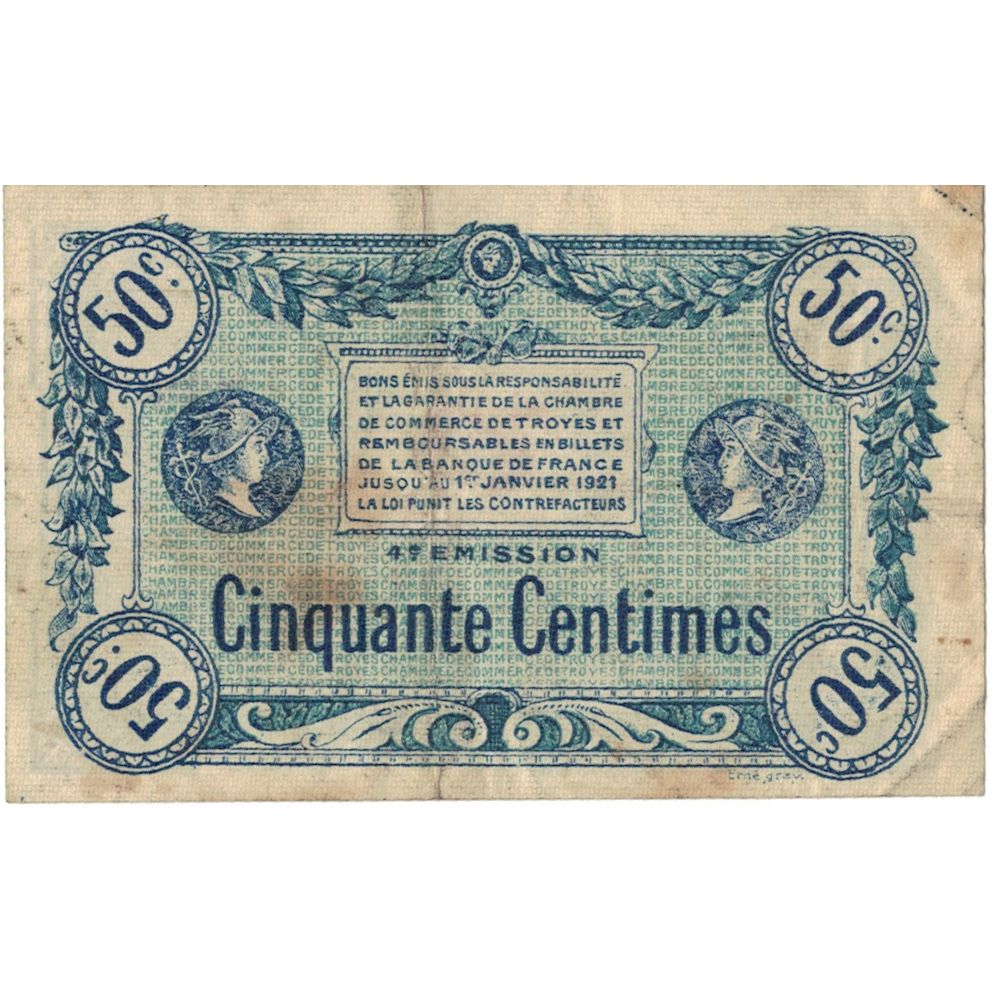 50c.
50c.
BONS ÉMIS SOUS LA RESPONSABILITÉ
ET LA GARANTIE DE LA CHAMBRE
DE COMMERCE DE TROYES ET
REMBOURSABLES EN BILLETS
DE LA BANQUE DE FRANCE
JUSQU'AU 1er JANVIER 1921
LA LOI PUNIT LES CONTREFACTEURS
4e EMISSION
Cinquante Centimes
50c.
50c.